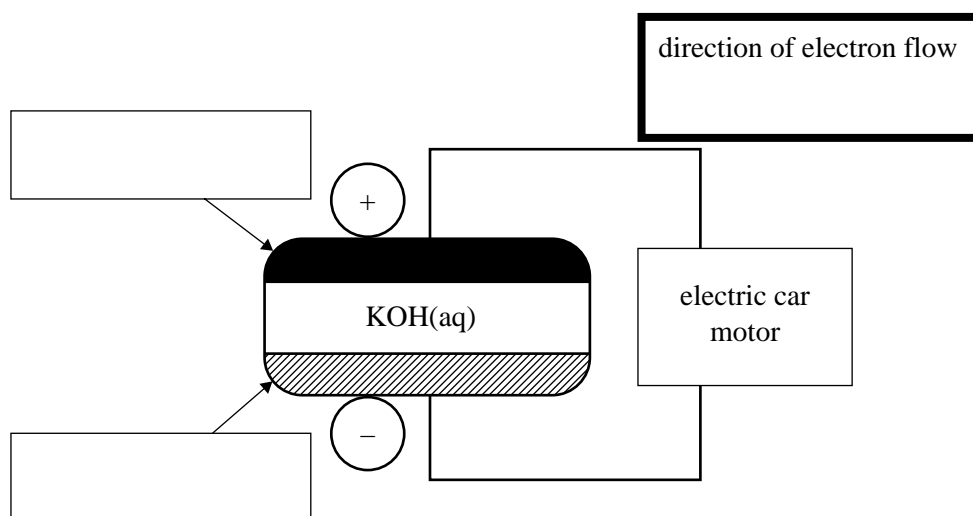 direction of electron flow
+
KOH(aq)
electric car
motor
–